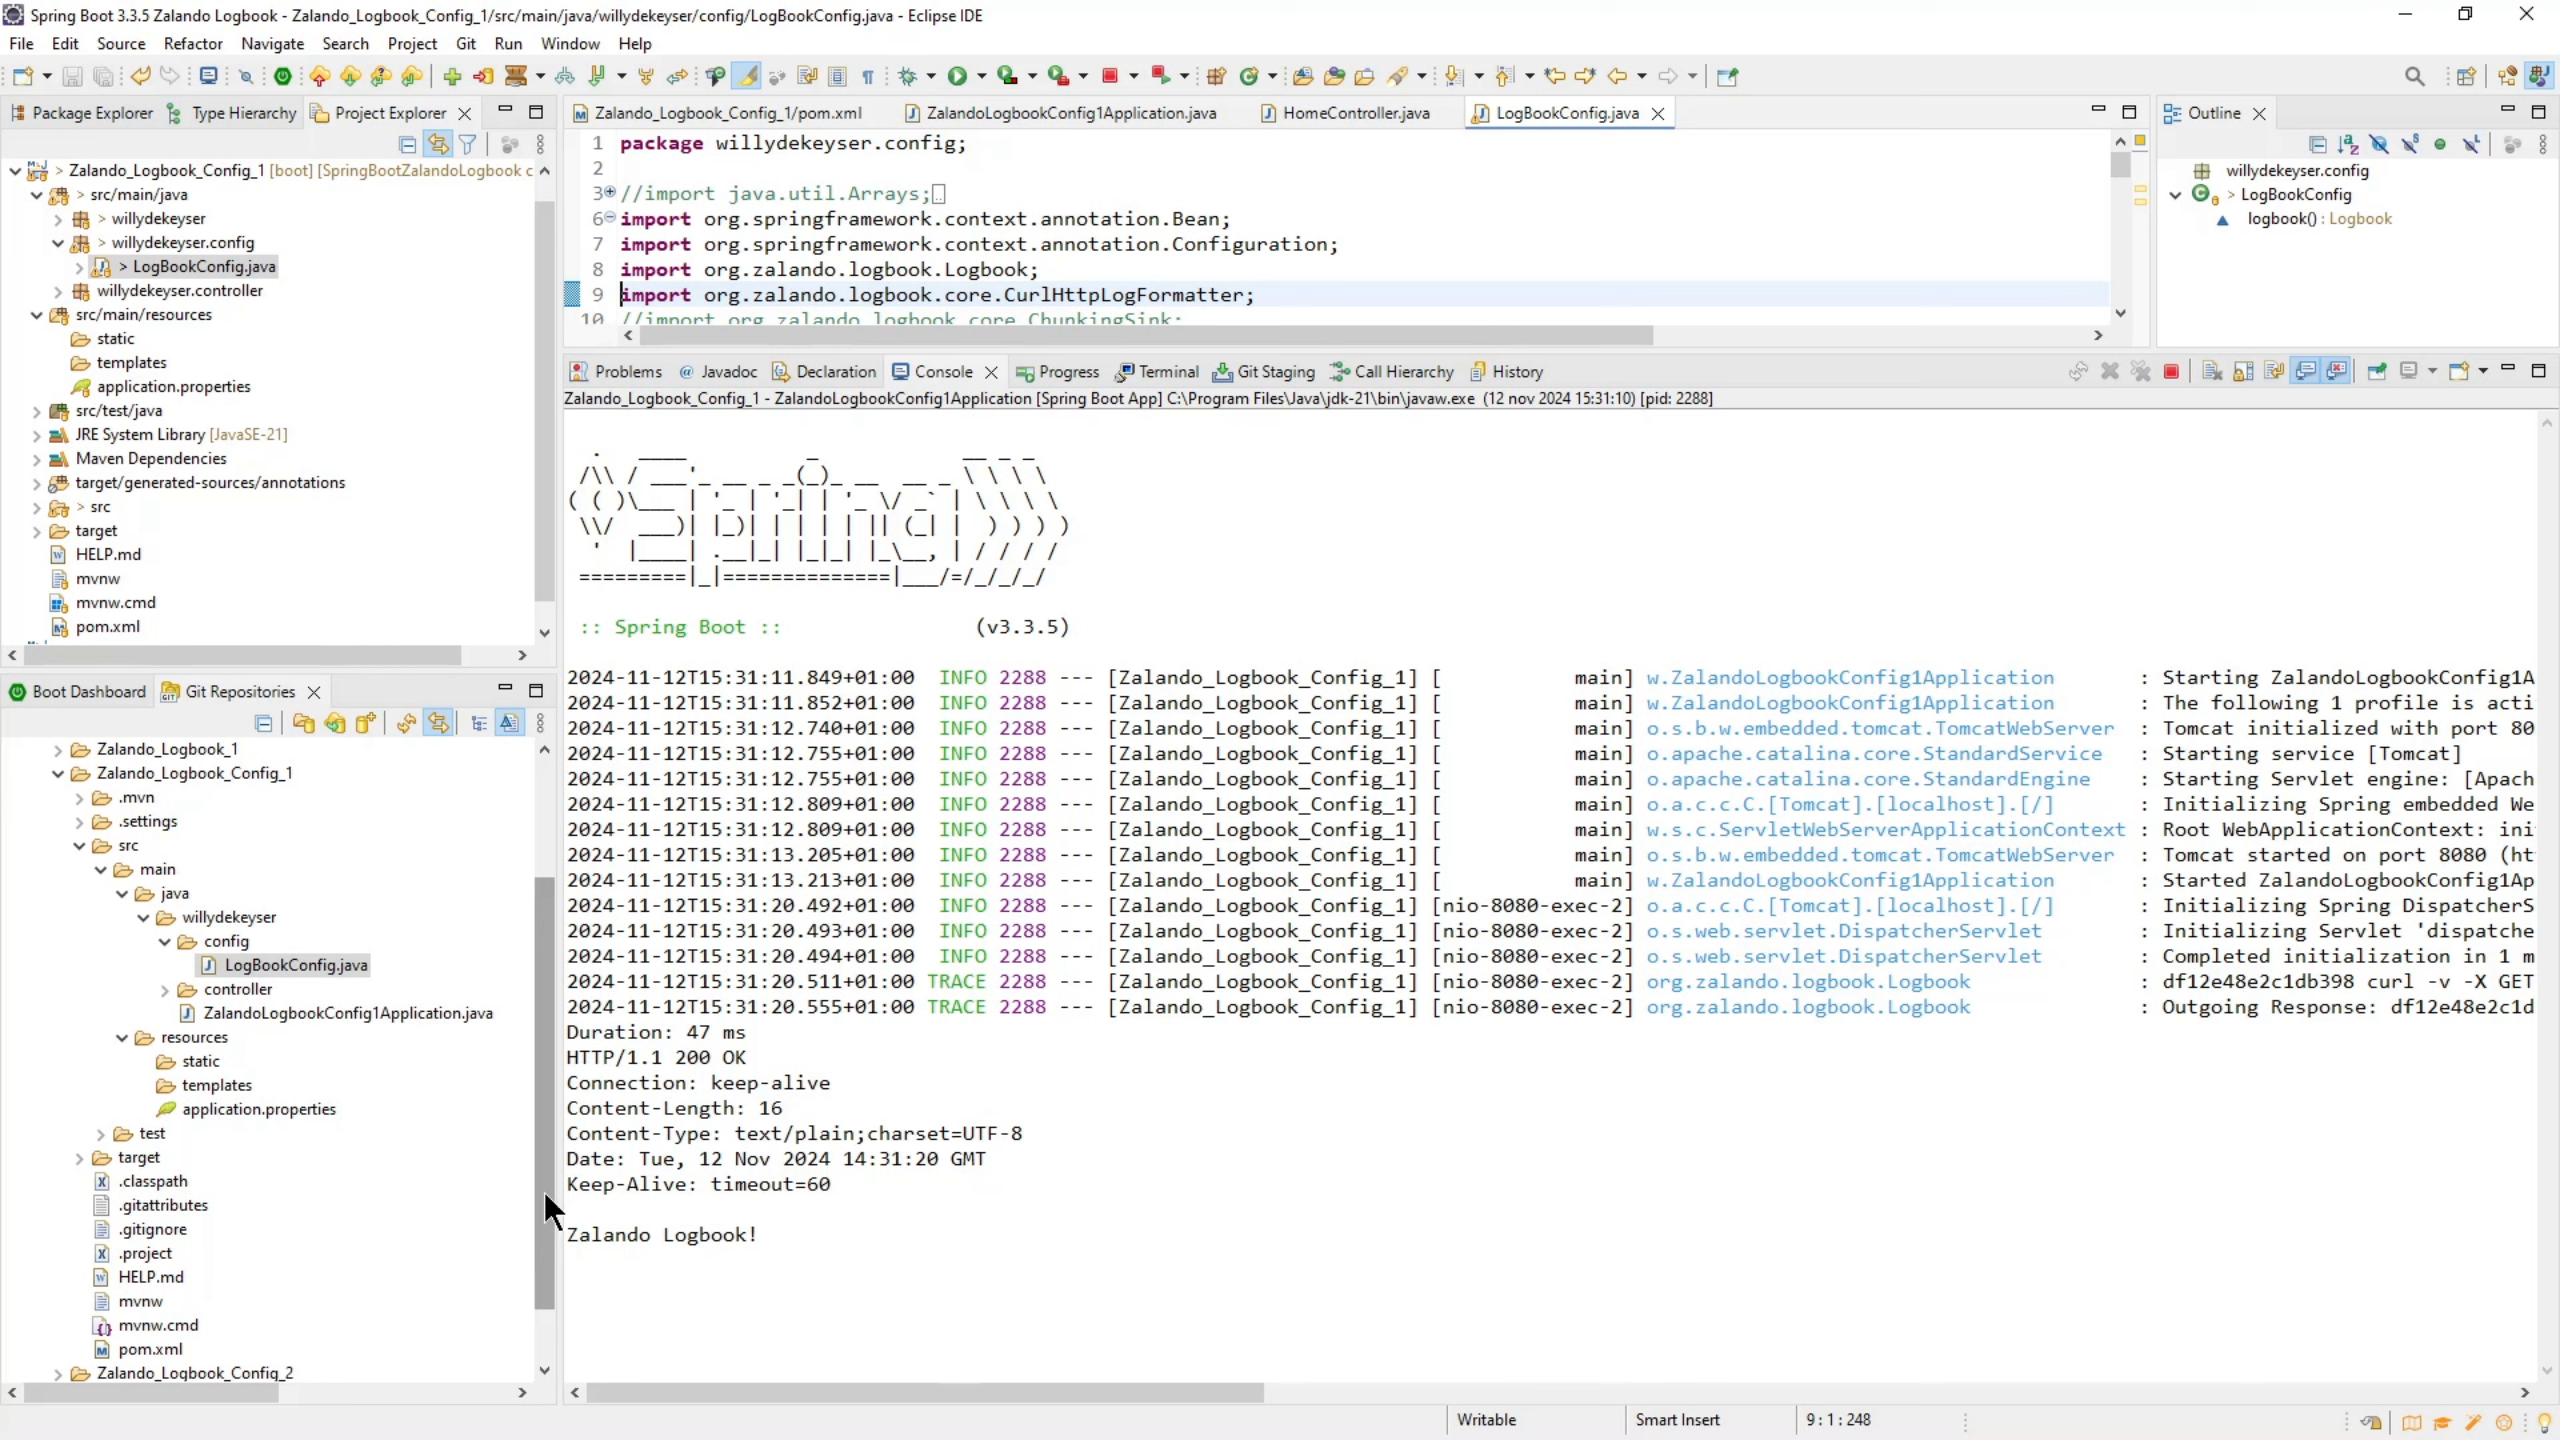 Spring Boot 3.3.5 Zalando Logbook - Zalando_Logbook_Config_1/src/main/java/willydekeyser/config/LogBookConfig.java - Eclipse IDE
File Edit Source Refactor Navigate Search Project Git Run Window Help
Package Explorer Type Hierarchy Project Explorer
> Zalando_Logbook_Config_1 [boot] [SpringBootZalandoLogbook c
> src/main/java
> willydekeyser
> willydekeyser.config
> LogBookConfig.java
willydekeyser.controller
src/main/resources
static
templates
application.properties
src/test/java
JRE System Library [JavaSE-21]
Maven Dependencies
target/generated-sources/annotations
> src
target
HELP.md
mvnw
mvnw.cmd
pom.xml
Boot Dashboard Git Repositories
Zalando_Logbook_1
Zalando_Logbook_Config_1
.mvn
.settings
src
main
java
willydekeyser
config
LogBookConfig.java
controller
ZalandoLogbookConfig1Application.java
resources
static
templates
application.properties
test
target
.classpath
.gitattributes
.gitignore
.project
HELP.md
mvnw
mvnw.cmd
pom.xml
Zalando_Logbook_Config_2
Zalando_Logbook_Config_1/pom.xml ZalandoLogbookConfig1Application.java HomeController.java LogBookConfig.java
1 package willydekeyser.config;
2
3 //import java.util.Arrays;
6 import org.springframework.context.annotation.Bean;
7 import org.springframework.context.annotation.Configuration;
8 import org.zalando.logbook.Logbook;
9 import org.zalando.logbook.core.CurlHttpLogFormatter;
10 //import org.zalando.logbook.core.ChunkingSink;
Outline
willydekeyser.config
> LogBookConfig
logbook() : Logbook
Problems @ Javadoc Declaration Console Progress Terminal Git Staging Call Hierarchy History
Zalando_Logbook_Config_1 - ZalandoLogbookConfig1Application [Spring Boot App] C:\Program Files\Java\jdk-21\bin\javaw.exe (12 nov 2024 15:31:10) [pid: 2288]
Spring
:: Spring Boot :: (v3.3.5)
2024-11-12T15:31:11.849+01:00 INFO 2288 --- [Zalando_Logbook_Config_1] [ main] w.ZalandoLogbookConfig1Application : Starting ZalandoLogbookConfig1A
2024-11-12T15:31:11.852+01:00 INFO 2288 --- [Zalando_Logbook_Config_1] [ main] w.ZalandoLogbookConfig1Application : The following 1 profile is acti
2024-11-12T15:31:12.740+01:00 INFO 2288 --- [Zalando_Logbook_Config_1] [ main] o.s.b.w.embedded.tomcat.TomcatWebServer : Tomcat initialized with port 80
2024-11-12T15:31:12.755+01:00 INFO 2288 --- [Zalando_Logbook_Config_1] [ main] o.apache.catalina.core.StandardService : Starting service [Tomcat]
2024-11-12T15:31:12.755+01:00 INFO 2288 --- [Zalando_Logbook_Config_1] [ main] o.apache.catalina.core.StandardEngine : Starting Servlet engine: [Apach
2024-11-12T15:31:12.809+01:00 INFO 2288 --- [Zalando_Logbook_Config_1] [ main] o.a.c.c.C.[Tomcat].[localhost].[/] : Initializing Spring embedded We
2024-11-12T15:31:12.809+01:00 INFO 2288 --- [Zalando_Logbook_Config_1] [ main] w.s.c.ServletWebServerApplicationContext : Root WebApplicationContext: ini
2024-11-12T15:31:13.205+01:00 INFO 2288 --- [Zalando_Logbook_Config_1] [ main] o.s.b.w.embedded.tomcat.TomcatWebServer : Tomcat started on port 8080 (ht
2024-11-12T15:31:13.213+01:00 INFO 2288 --- [Zalando_Logbook_Config_1] [ main] w.ZalandoLogbookConfig1Application : Started ZalandoLogbookConfig1Ap
2024-11-12T15:31:20.492+01:00 INFO 2288 --- [Zalando_Logbook_Config_1] [nio-8080-exec-2] o.a.c.c.C.[Tomcat].[localhost].[/] : Initializing Spring DispatcherS
2024-11-12T15:31:20.493+01:00 INFO 2288 --- [Zalando_Logbook_Config_1] [nio-8080-exec-2] o.s.web.servlet.DispatcherServlet : Initializing Servlet 'dispatche
2024-11-12T15:31:20.494+01:00 INFO 2288 --- [Zalando_Logbook_Config_1] [nio-8080-exec-2] o.s.web.servlet.DispatcherServlet : Completed initialization in 1 m
2024-11-12T15:31:20.511+01:00 TRACE 2288 --- [Zalando_Logbook_Config_1] [nio-8080-exec-2] org.zalando.logbook.Logbook : df12e48e2c1db398 curl -v -X GET
2024-11-12T15:31:20.555+01:00 TRACE 2288 --- [Zalando_Logbook_Config_1] [nio-8080-exec-2] org.zalando.logbook.Logbook : Outgoing Response: df12e48e2c1d
Duration: 47 ms
HTTP/1.1 200 OK
Connection: keep-alive
Content-Length: 16
Content-Type: text/plain;charset=UTF-8
Date: Tue, 12 Nov 2024 14:31:20 GMT
Keep-Alive: timeout=60
Zalando Logbook!
Writable Smart Insert 9 : 1 : 248